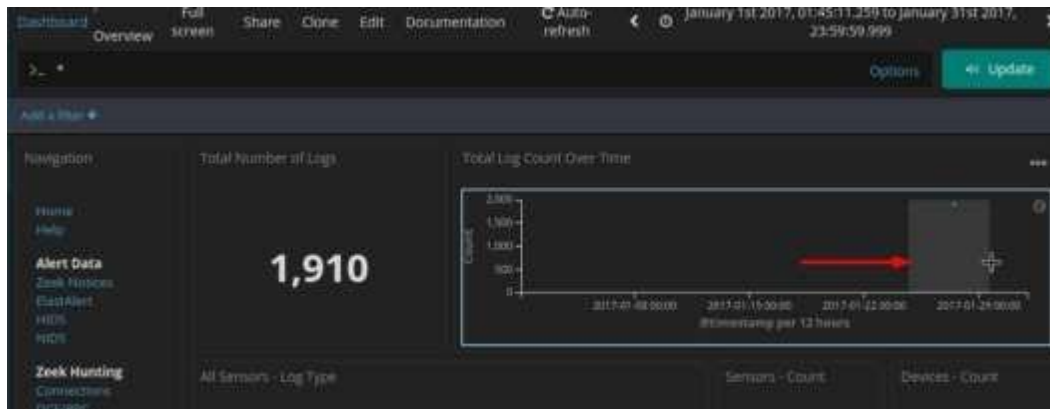 Dashboard
Overview
Full screen
Share
Clone
Edit
Documentation
Auto-refresh
January 1st 2017, 01:45:11.259 to January 31st 2017, 23:59:59.999
>_ *
Options
Update
Add a filter +
Navigation
Total Number of Logs
Total Log Count Over Time
Home
Help
Alert Data
Zeek Notices
ElastAlert
HIDS
NIDS
1,910
Count
2,000
1,500
1,000
500
0
2017-01-08 00:00
2017-01-15 00:00
2017-01-22 00:00
2017-01-29 00:00
@timestamp per 12 hours
Zeek Hunting
Connections
DCE/RPC
All Sensors - Log Type
Sensors - Count
Devices - Count